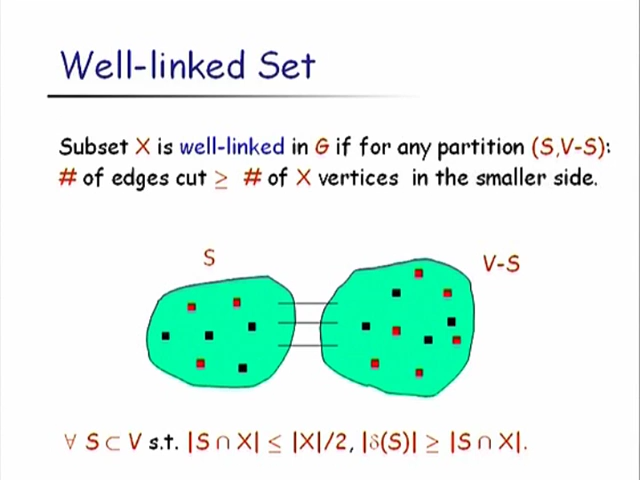 Well-linked Set
Subset X is well-linked in G if for any partition (S,V-S):
# of edges cut ≥ # of X vertices in the smaller side.
S
V-S
∀ S ⊂ V s.t. |S ∩ X| ≤ |X|/2, |δ(S)| ≥ |S ∩ X|.